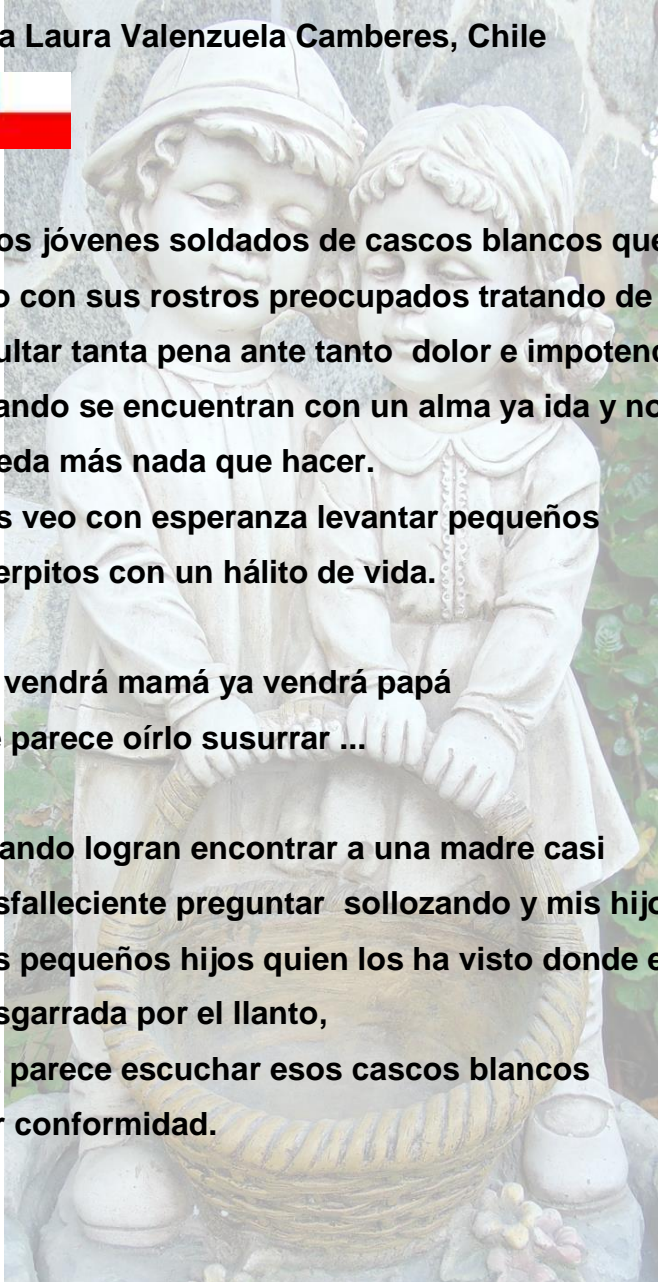 a Laura Valenzuela Camberes, Chile
os jóvenes soldados de cascos blancos que
o con sus rostros preocupados tratando de
ultar tanta pena ante tanto dolor e impotenc
ando se encuentran con un alma ya ida y no
eda más nada que hacer.
s veo con esperanza levantar pequeños
erpitos con un hálito de vida.
vendrá mamá ya vendrá papá
e parece oírlo susurrar ...
ando logran encontrar a una madre casi
sfalleciente preguntar sollozando y mis hijo
s pequeños hijos quien los ha visto donde e
sgarrada por el llanto,
parece escuchar esos cascos blancos
r conformidad.